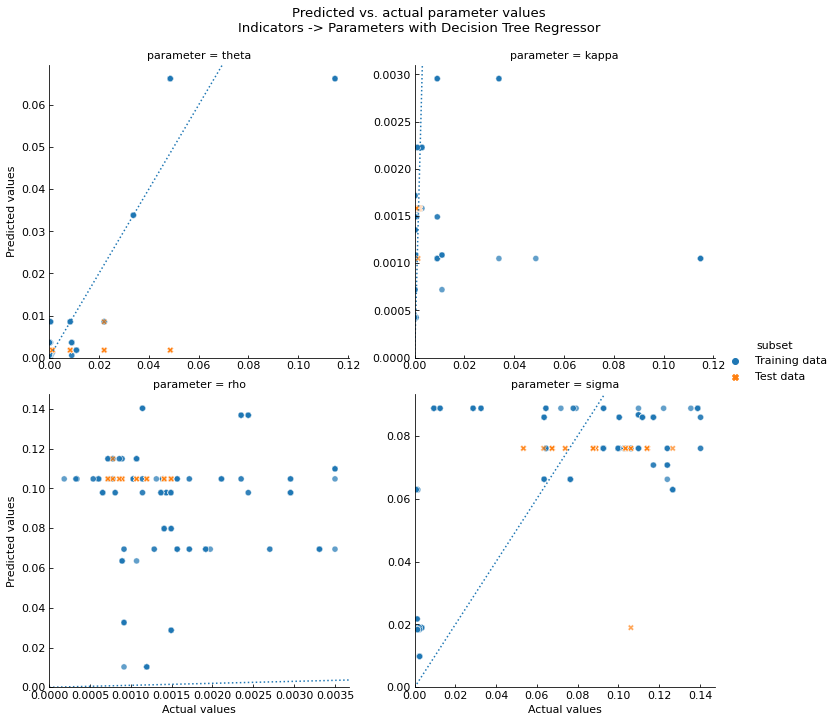 Predicted vs. actual parameter values
Indicators -> Parameters with Decision Tree Regressor
parameter = theta
parameter = kappa
0.06
0.05
0.04
0.03
0.02
0.01
0.00
Predicted values
0.00 0.02 0.04 0.06 0.08 0.10 0.12
0.0030
0.0025
0.0020
0.0015
0.0010
0.0005
0.0000
0.00 0.02 0.04 0.06 0.08 0.10 0.12
subset
Training data
Test data
parameter = rho
parameter = sigma
0.14
0.12
0.10
0.08
0.06
0.04
0.02
0.00
Predicted values
0.0000 0.0005 0.0010 0.0015 0.0020 0.0025 0.0030 0.0035
Actual values
0.08
0.06
0.04
0.02
0.00
0.00 0.02 0.04 0.06 0.08 0.10 0.12 0.14
Actual values